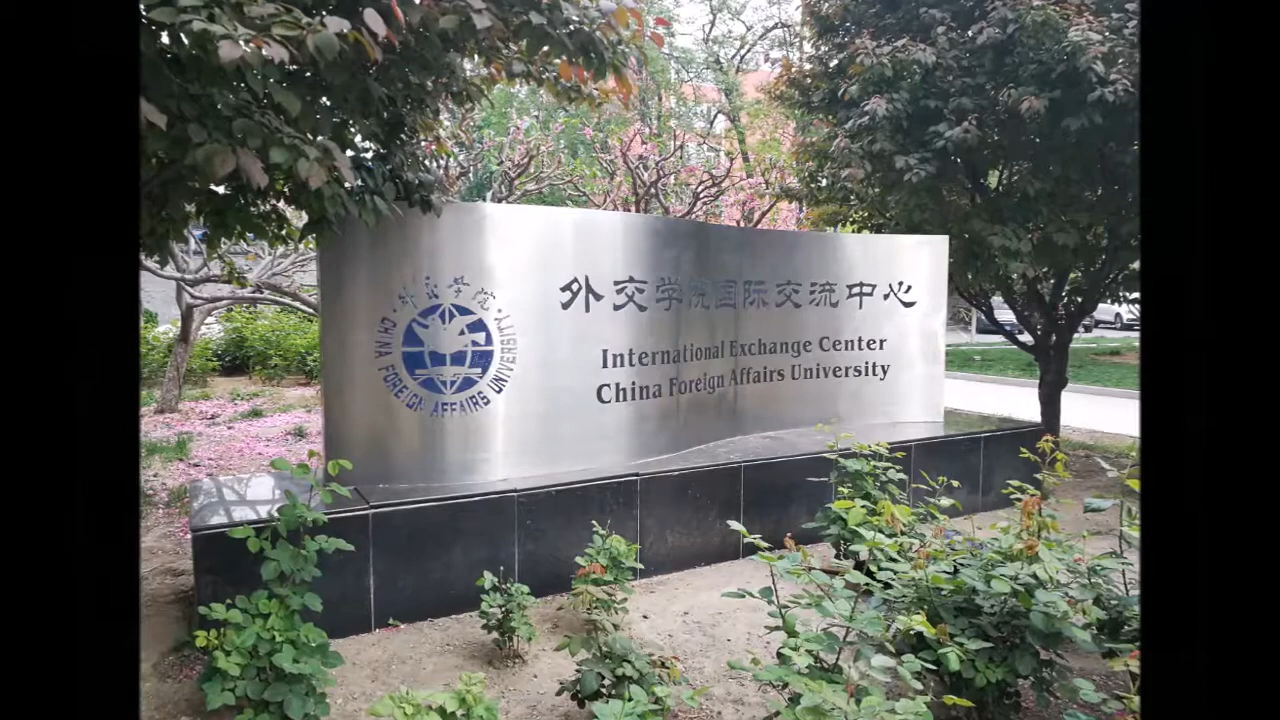 外交学院
CHINA FOREIGN AFFAIRS UNIVERSITY
外交学院国际交流中心
International Exchange Center
China Foreign Affairs University